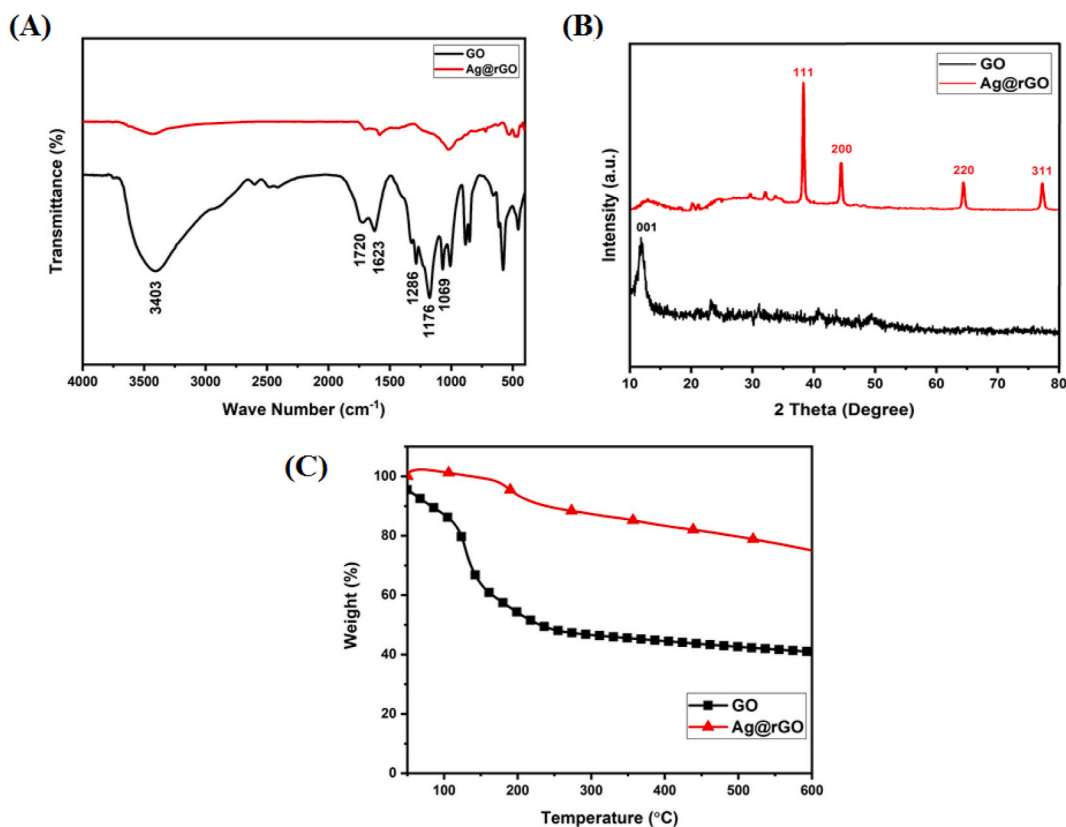 (A)
GO
Ag@rGO
Transmittance (%)
3403
1720
1623
1286
1176
1069
4000 3500 3000 2500 2000 1500 1000 500
Wave Number (cm⁻¹)
(B)
GO
Ag@rGO
111
200
220
311
001
Intensity (a.u.)
10 20 30 40 50 60 70 80
2 Theta (Degree)
(C)
100
80
60
40
20
0
Weight (%)
GO
Ag@rGO
100 200 300 400 500 600
Temperature (°C)